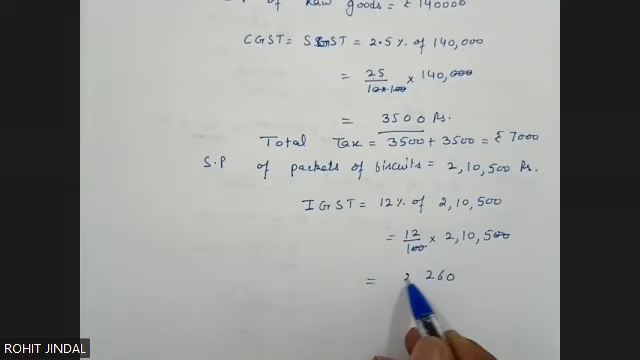 S.P of Raw goods = ₹ 140000
CGST = SGST = 2.5 % of 140,000
= 25/10*100 × 140,000
= 3500 Rs.
Total Tax = 3500 + 3500 = ₹ 7000
S.P of packets of biscuits = 2,10,500 Rs.
IGST = 12% of 2,10,500
= 12/100 × 2,10,500
= 2 260
ROHIT JINDAL